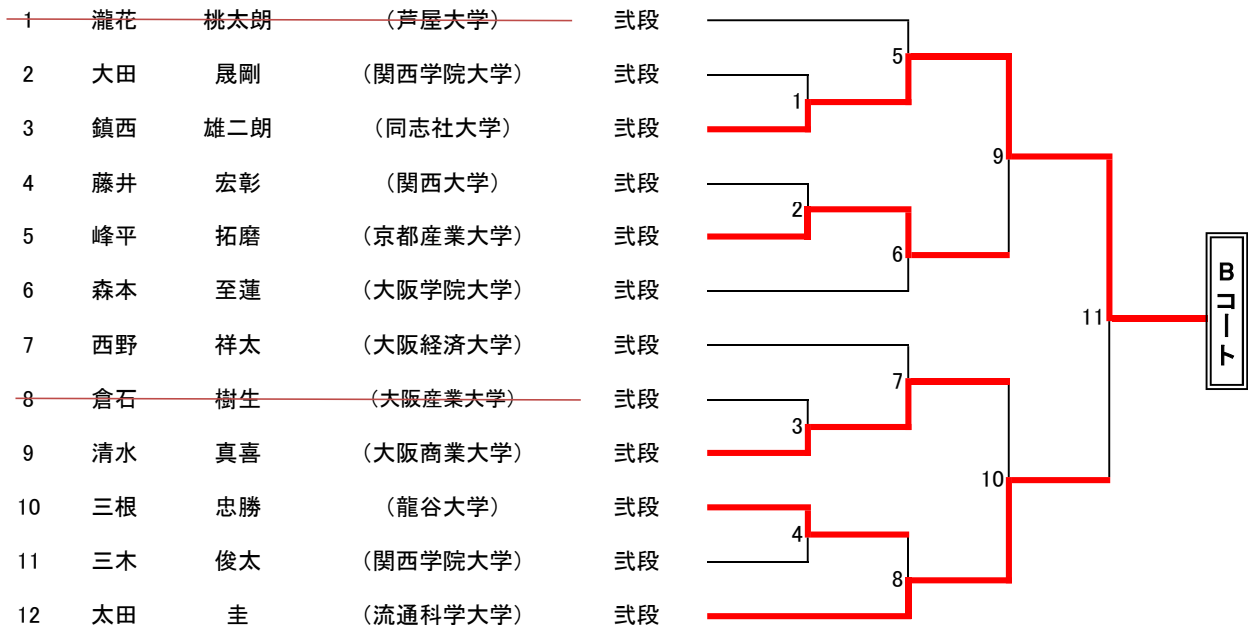 1 瀧花 桃太朗 （芦屋大学） 弐段
2 大田 晟剛 （関西学院大学） 弐段
3 鎮西 雄二朗 （同志社大学） 弐段
4 藤井 宏彰 （関西大学） 弐段
5 峰平 拓磨 （京都産業大学） 弐段
6 森本 至蓮 （大阪学院大学） 弐段
7 西野 祥太 （大阪経済大学） 弐段
8 倉石 樹生 （大阪産業大学） 弐段
9 清水 真喜 （大阪商業大学） 弐段
10 三根 忠勝 （龍谷大学） 弐段
11 三木 俊太 （関西学院大学） 弐段
12 太田 圭 （流通科学大学） 弐段
1
2
3
4
5
6
7
8
9
10
11
Bコート